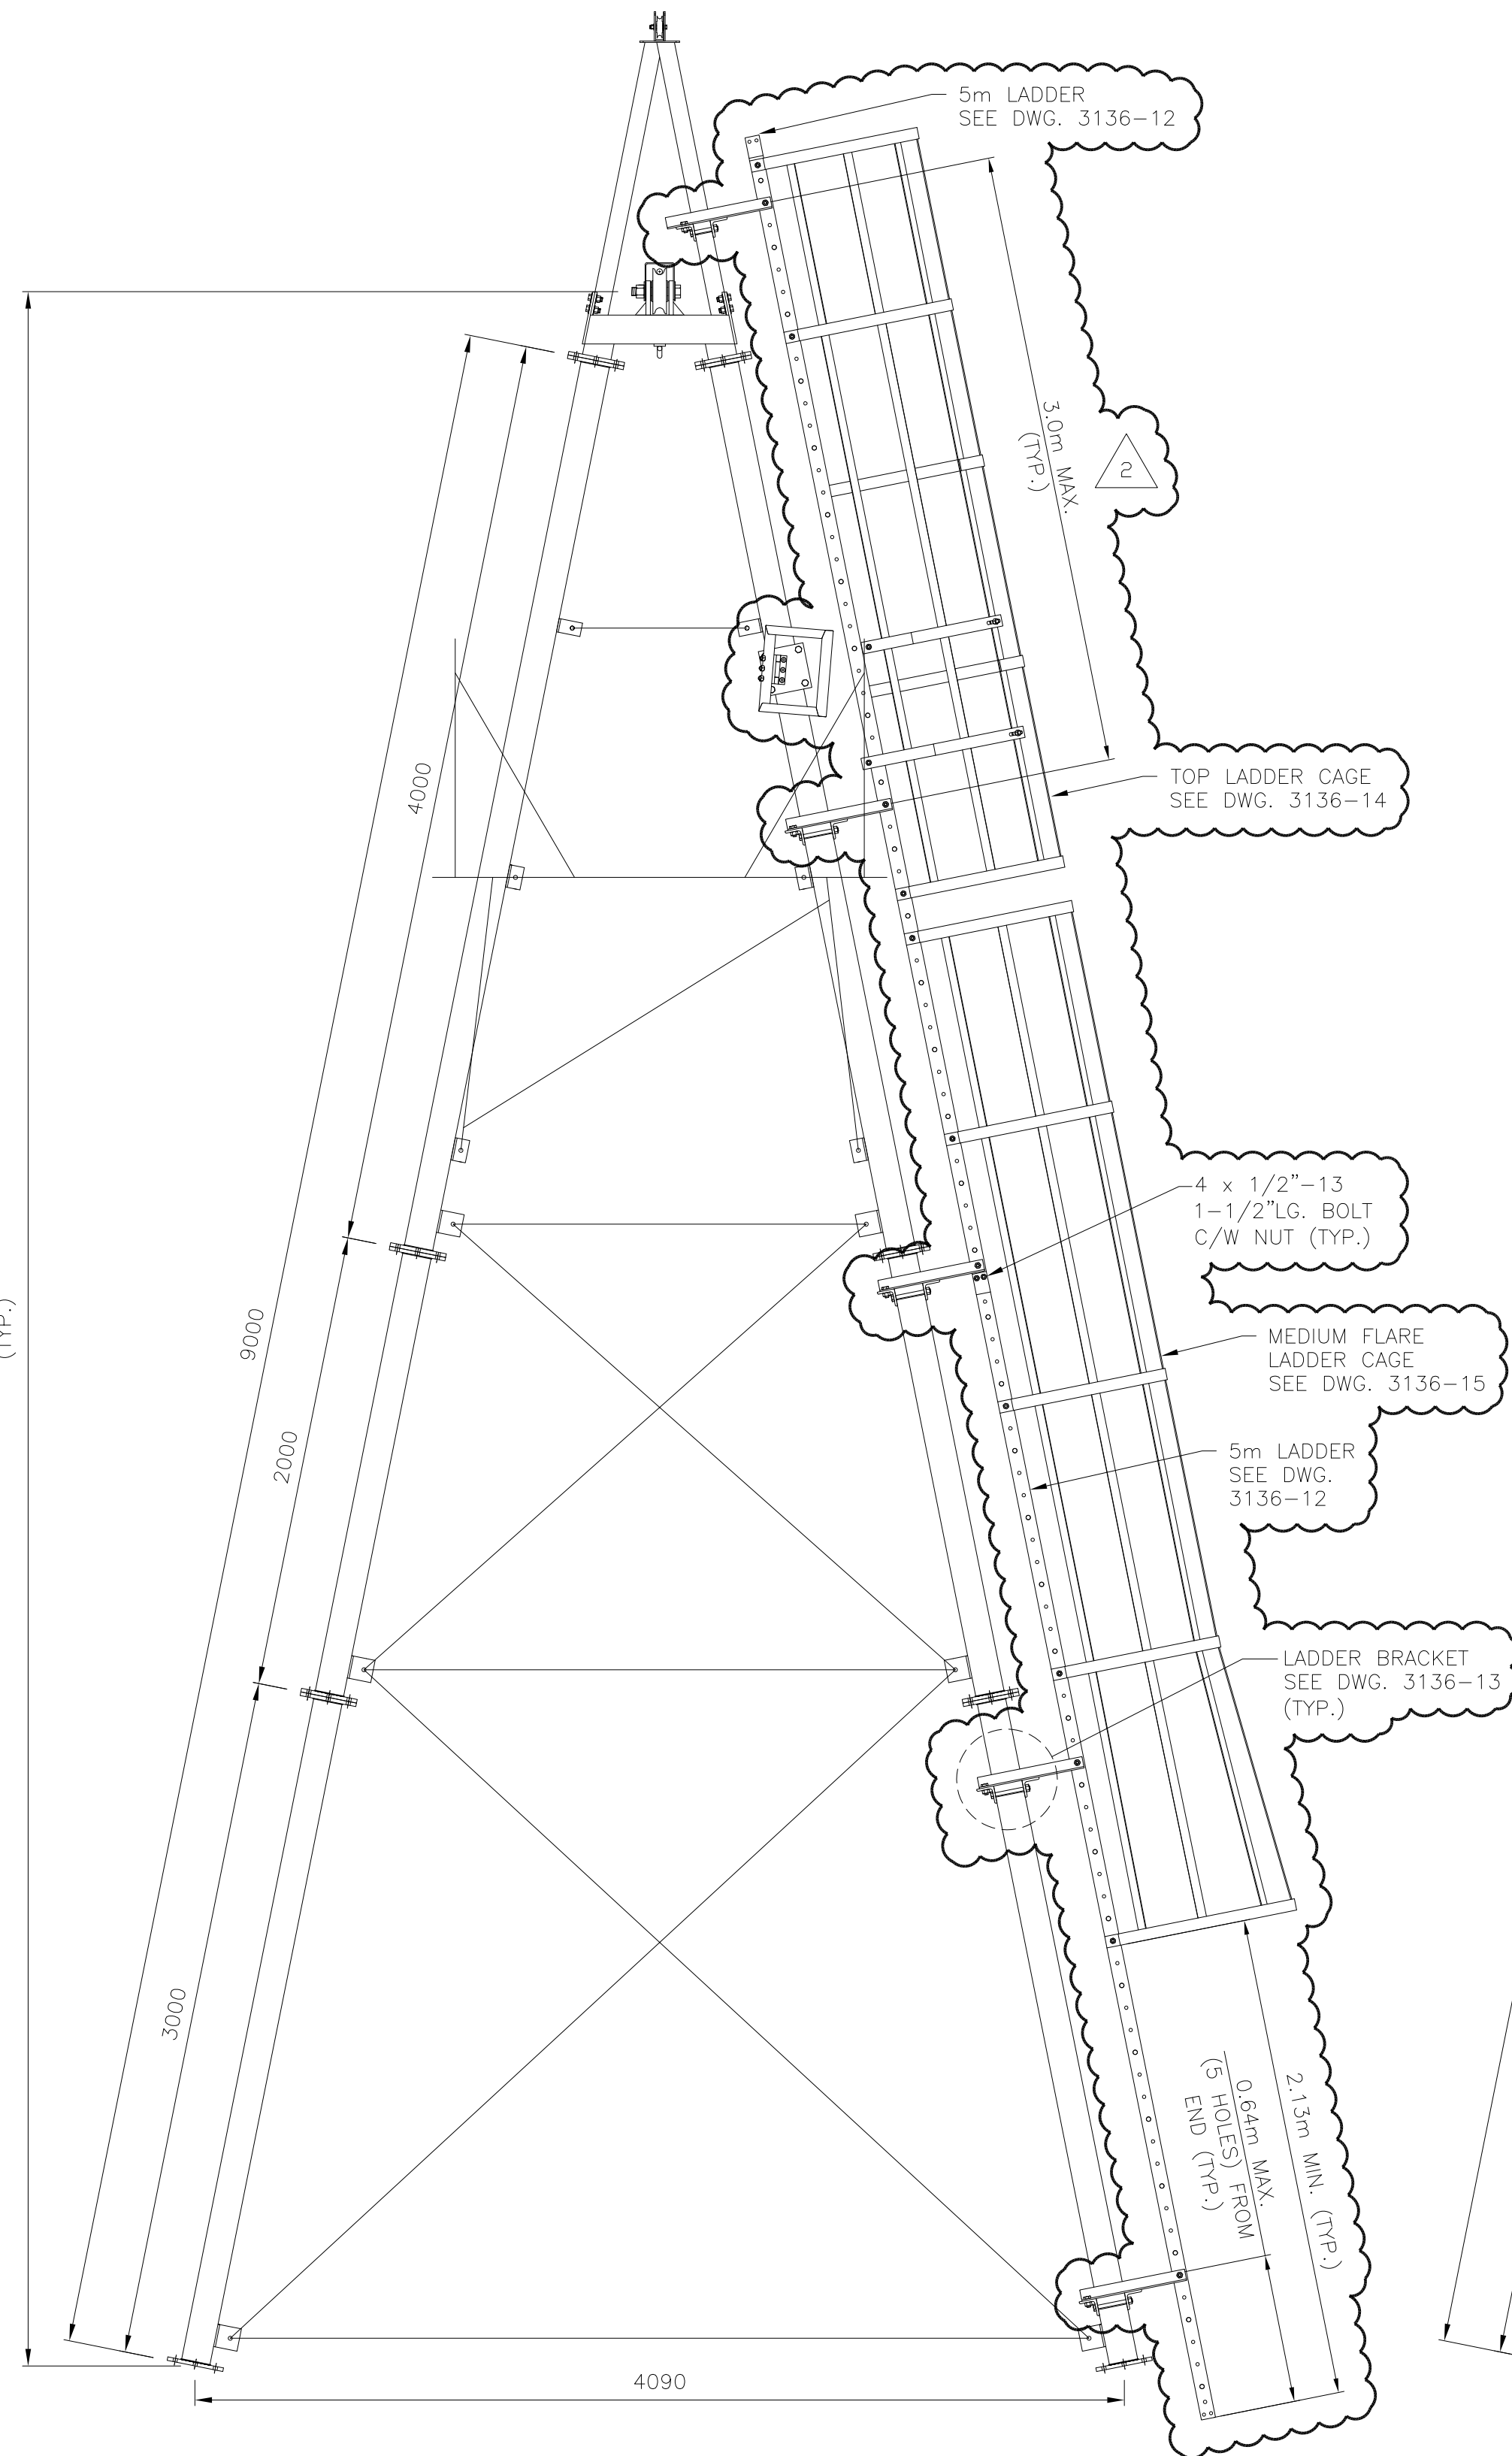 5m LADDER
SEE DWG. 3136-12
3.0m MAX.
(TYP.)
2
TOP LADDER CAGE
SEE DWG. 3136-14
4000
4 x 1/2"-13
1-1/2"LG. BOLT
C/W NUT (TYP.)
(TYP.)
9000
MEDIUM FLARE
LADDER CAGE
SEE DWG. 3136-15
2000
5m LADDER
SEE DWG.
3136-12
LADDER BRACKET
SEE DWG. 3136-13
(TYP.)
3000
0.64m MAX.
(5 HOLES) FROM
END (TYP.)
2.13m MIN. (TYP.)
4090